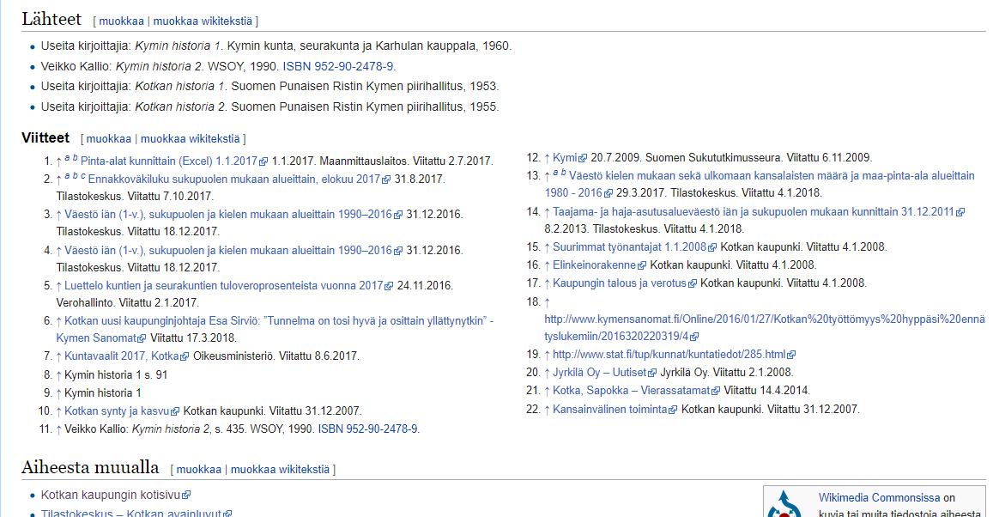 Lähteet [ muokkaa | muokkaa wikitekstiä ]
Useita kirjoittajia: Kymin historia 1. Kymin kunta, seurakunta ja Karhulan kauppala, 1960.
Veikko Kallio: Kymin historia 2. WSOY, 1990. ISBN 952-90-2478-9.
Useita kirjoittajia: Kotkan historia 1. Suomen Punaisen Ristin Kymen piirihallitus, 1953.
Useita kirjoittajia: Kotkan historia 2. Suomen Punaisen Ristin Kymen piirihallitus, 1955.
Viitteet [ muokkaa | muokkaa wikitekstiä ]
1. ↑ a b Pinta-alat kunnittain (Excel) 1.1.2017 1.1.2017. Maanmittauslaitos. Viitattu 2.7.2017.
2. ↑ a b c Ennakkoväkiluku sukupuolen mukaan alueittain, elokuu 2017 31.8.2017.
Tilastokeskus. Viitattu 7.10.2017.
3. ↑ Väestö iän (1-v.), sukupuolen ja kielen mukaan alueittain 1990–2016 31.12.2016.
Tilastokeskus. Viitattu 18.12.2017.
4. ↑ Väestö iän (1-v.), sukupuolen ja kielen mukaan alueittain 1990–2016 31.12.2016.
Tilastokeskus. Viitattu 18.12.2017.
5. ↑ Luettelo kuntien ja seurakuntien tuloveroprosenteista vuonna 2017 24.11.2016.
Verohallinto. Viitattu 2.1.2017.
6. ↑ Kotkan uusi kaupunginjohtaja Esa Sirviö: ”Tunnelma on tosi hyvä ja osittain yllättynytkin” -
Kymen Sanomat Viitattu 17.3.2018.
7. ↑ Kuntavaalit 2017, Kotka Oikeusministeriö. Viitattu 8.6.2017.
8. ↑ Kymin historia 1 s. 91
9. ↑ Kymin historia 1
10. ↑ Kotkan synty ja kasvu Kotkan kaupunki. Viitattu 31.12.2007.
11. ↑ Veikko Kallio: Kymin historia 2, s. 435. WSOY, 1990. ISBN 952-90-2478-9.
12. ↑ Kymi 20.7.2009. Suomen Sukututkimusseura. Viitattu 6.11.2009.
13. ↑ a b Väestö kielen mukaan sekä ulkomaan kansalaisten määrä ja maa-pinta-ala alueittain
1980 - 2016 29.3.2017. Tilastokeskus. Viitattu 4.1.2018.
14. ↑ Taajama- ja haja-asutusalueväestö iän ja sukupuolen mukaan kunnittain 31.12.2011
8.2.2013. Tilastokeskus. Viitattu 4.1.2018.
15. ↑ Suurimmat työnantajat 1.1.2008 Kotkan kaupunki. Viitattu 4.1.2008.
16. ↑ Elinkeinorakenne Kotkan kaupunki. Viitattu 4.1.2008.
17. ↑ Kaupungin talous ja verotus Kotkan kaupunki. Viitattu 4.1.2008.
18. ↑
http://www.kymensanomat.fi/Online/2016/01/27/Kotkan%20työttömyys%20hyppäsi%20ennä
tyslukemiin/2016320220319/4
19. ↑ http://www.stat.fi/tup/kunnat/kuntatiedot/285.html
20. ↑ Jyrkilä Oy – Uutiset Jyrkilä Oy. Viitattu 2.1.2008.
21. ↑ Kotka, Sapokka – Vierassatamat Viitattu 14.4.2014.
22. ↑ Kansainvälinen toiminta Kotkan kaupunki. Viitattu 31.12.2007.
Aiheesta muualla [ muokkaa | muokkaa wikitekstiä ]
Kotkan kaupungin kotisivu
Tilastokeskus – Kotkan avainluvut
Wikimedia Commonsissa on
kuvia tai muita tiedostoja aiheesta